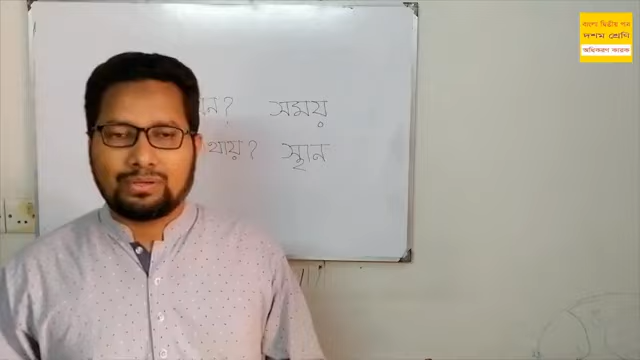 সময়
স্থান
বাংলা দ্বিতীয় পত্র
দশম শ্রেণি
অধিকরণ কারক